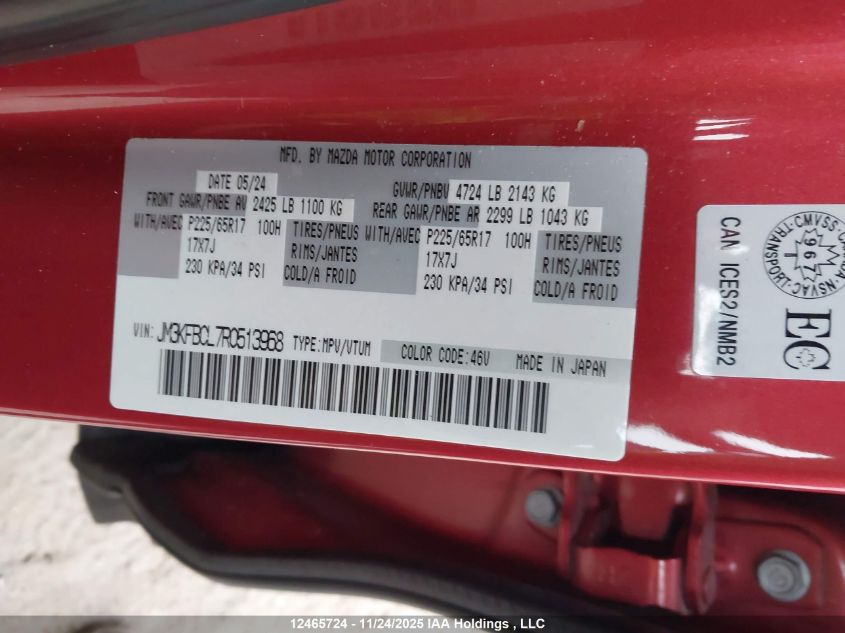 MFD. BY MAZDA MOTOR CORPORATION
DATE 05/24
GVWR/PNBV 4724 LB 2143 KG
FRONT GAWR/PNBE AV 2425 LB 1100 KG
REAR GAWR/PNBE AR 2299 LB 1043 KG
WITH/AVEC P225/65R17 100H TIRES/PNEUS
17X7J RIMS/JANTES
230 KPA/34 PSI COLD/A FROID
WITH/AVEC P225/65R17 100H TIRES/PNEUS
17X7J RIMS/JANTES
230 KPA/34 PSI COLD/A FROID
VIN: JM3KFBCL7R0513968 TYPE:MPV/VTUM
COLOR CODE:46V MADE IN JAPAN
CAN ICES2/NMB2
CMVSS
NSVAC
1967
EC
12465724 - 11/24/2025 IAA Holdings , LLC